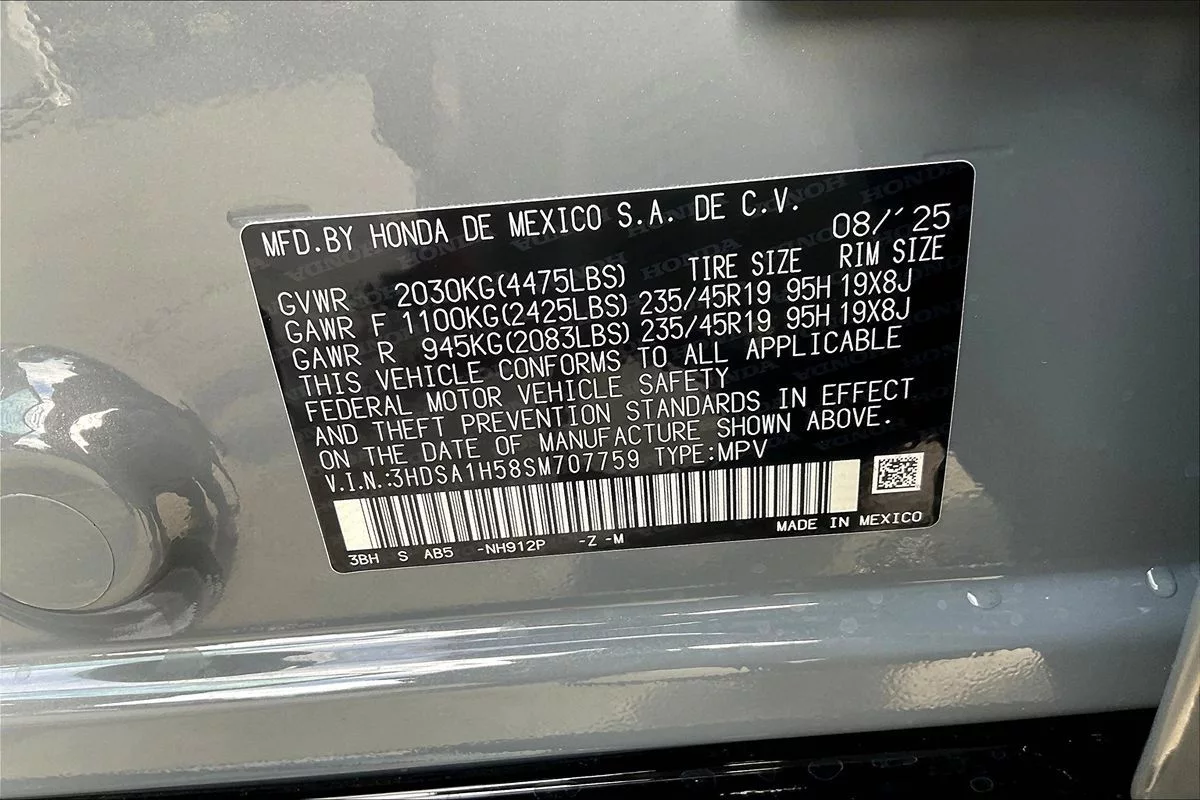 MFD.BY HONDA DE MEXICO S.A. DE C.V. 08/'25
TIRE SIZE RIM SIZE
GVWR 2030KG(4475LBS)
GAWR F 1100KG(2425LBS) 235/45R19 95H 19X8J
GAWR R 945KG(2083LBS) 235/45R19 95H 19X8J
THIS VEHICLE CONFORMS TO ALL APPLICABLE
FEDERAL MOTOR VEHICLE SAFETY
AND THEFT PREVENTION STANDARDS IN EFFECT
ON THE DATE OF MANUFACTURE SHOWN ABOVE.
V.I.N.:3HDSA1H58SM707759 TYPE:MPV
MADE IN MEXICO
3BH S AB5 -NH912P -Z -M